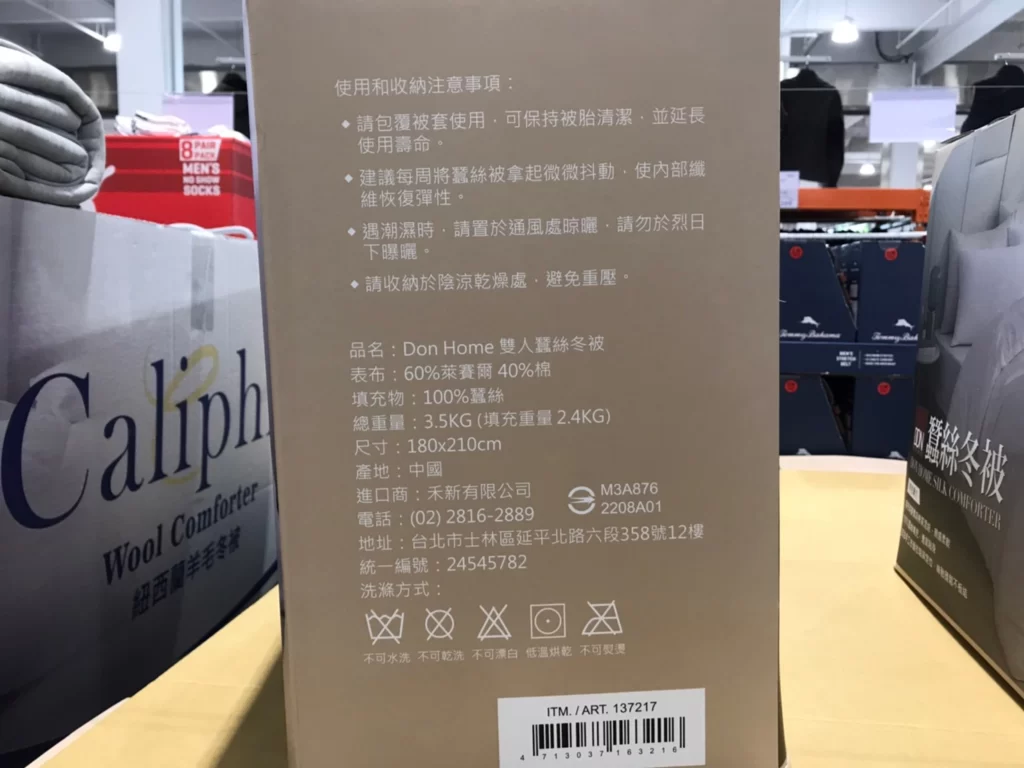 使用和收納注意事項：
◆ 請包覆被套使用，可保持被胎清潔，並延長
使用壽命。
◆ 建議每周將蠶絲被拿起微微抖動，使內部纖
維恢復彈性。
◆ 遇潮濕時，請置於通風處晾曬，請勿於烈日
下曝曬。
◆ 請收納於陰涼乾燥處，避免重壓。
品名：Don Home 雙人蠶絲冬被
表布：60%萊賽爾 40%棉
填充物：100%蠶絲
總重量：3.5KG (填充重量 2.4KG)
尺寸：180x210cm
產地：中國
進口商：禾新有限公司
M3A876
2208A01
電話：(02) 2816-2889
地址：台北市士林區延平北路六段358號12樓
統一編號：24545782
洗滌方式：
不可水洗 不可乾洗 不可漂白 低溫烘乾 不可熨燙
ITM. / ART. 137217
4 713037 163216
8 PAIR
PACK
MEN'S
NO SHOW
SOCKS
Caliph
Wool Comforter
紐西蘭羊毛冬被
Tommy Bahama
MEN'S
STRETCH
BELT
蠶絲冬被
SILK COMFORTER